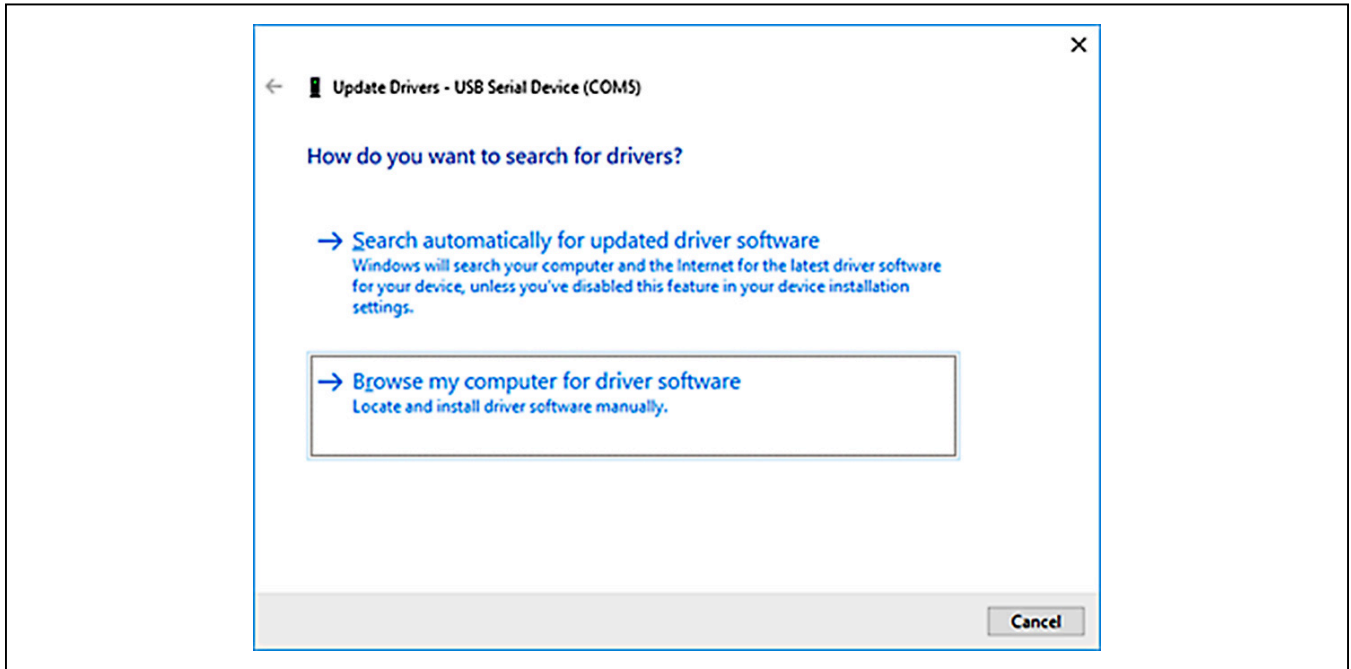 Update Drivers - USB Serial Device (COM5)
How do you want to search for drivers?
Search automatically for updated driver software
Windows will search your computer and the Internet for the latest driver software
for your device, unless you've disabled this feature in your device installation
settings.
Browse my computer for driver software
Locate and install driver software manually.
Cancel